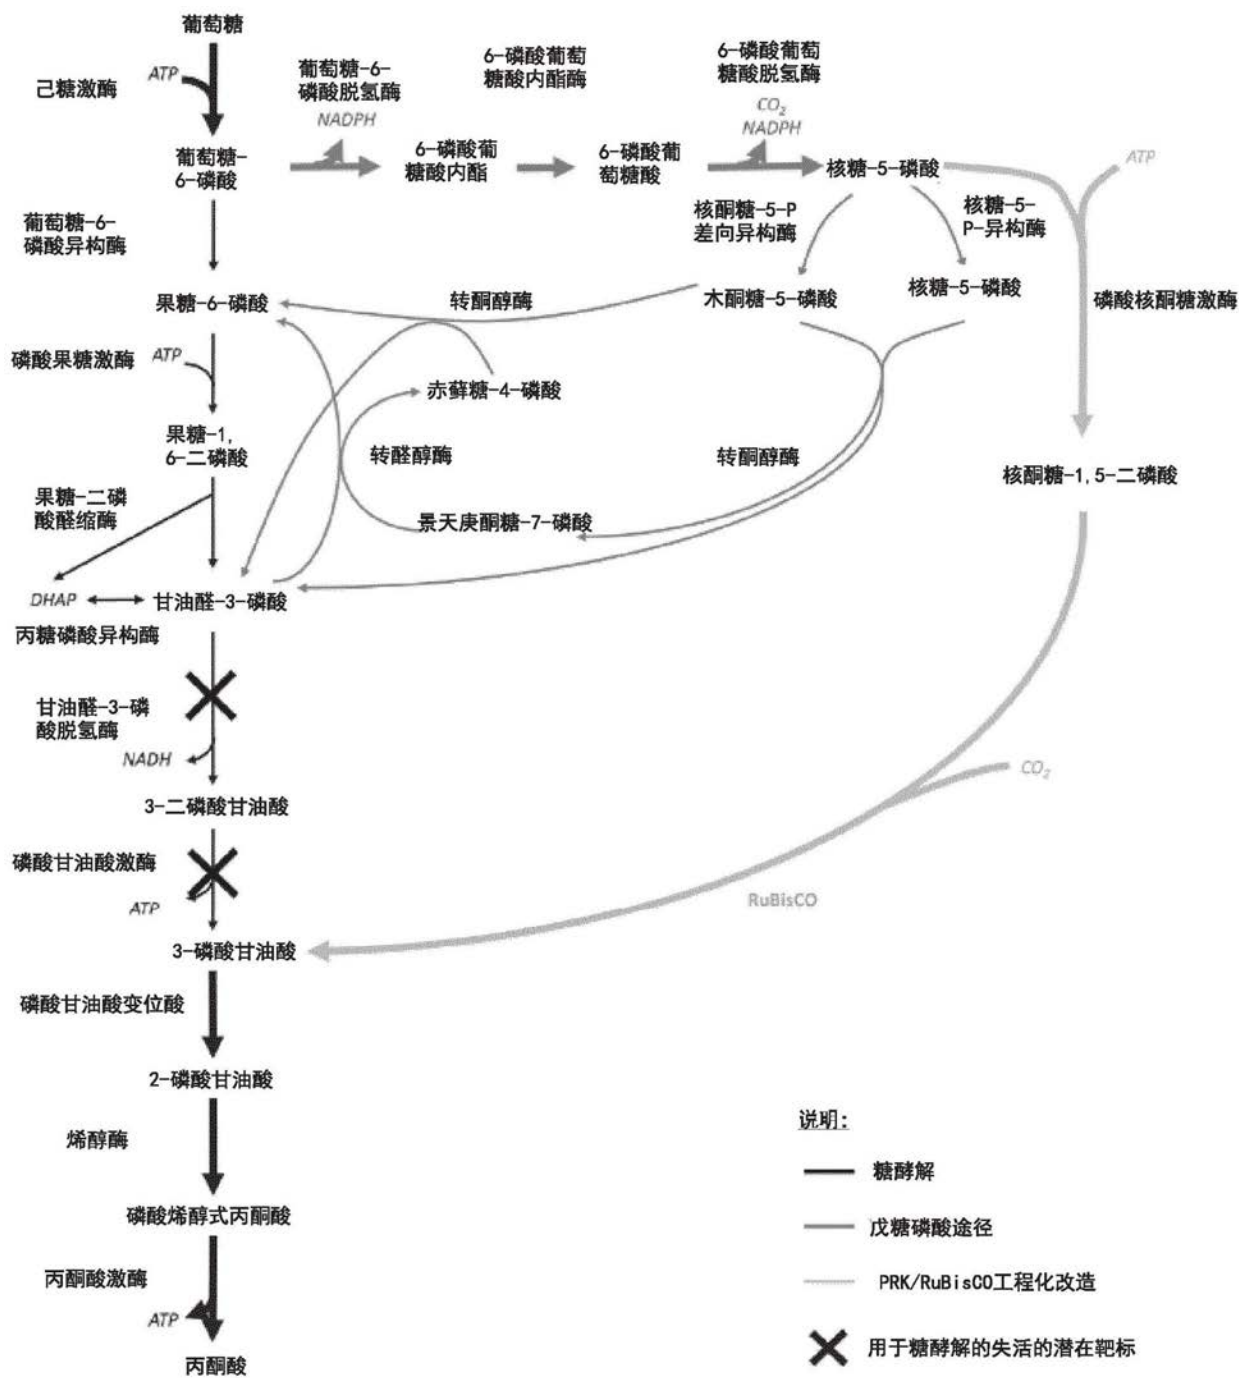 葡萄糖
ATP
己糖激酶
葡萄糖-6-
磷酸脱氢酶
NADPH
6-磷酸葡萄
糖酸内酯酶
6-磷酸葡萄
糖酸脱氢酶
CO₂
NADPH
葡萄糖-
6-磷酸
6-磷酸葡
糖酸内酯
6-磷酸葡
萄糖酸
核糖-5-磷酸
ATP
葡萄糖-6-
磷酸异构酶
核酮糖-5-P
差向异构酶
核糖-5-
P-异构酶
果糖-6-磷酸
转酮醇酶
木酮糖-5-磷酸
核糖-5-磷酸
磷酸核酮糖激酶
磷酸果糖激酶
ATP
赤藓糖-4-磷酸
果糖-1,
6-二磷酸
转醛醇酶
转酮醇酶
核酮糖-1,5-二磷酸
果糖-二磷
酸醛缩酶
景天庚酮糖-7-磷酸
DHAP
甘油醛-3-磷酸
丙糖磷酸异构酶
甘油醛-3-磷
酸脱氢酶
NADH
CO₂
3-二磷酸甘油酸
磷酸甘油酸激酶
ATP
RuBisCO
3-磷酸甘油酸
磷酸甘油酸变位酸
2-磷酸甘油酸
烯醇酶
磷酸烯醇式丙酮酸
丙酮酸激酶
ATP
丙酮酸
说明:
糖酵解
戊糖磷酸途径
PRK/RuBisCO工程化改造
用于糖酵解的失活的潜在靶标